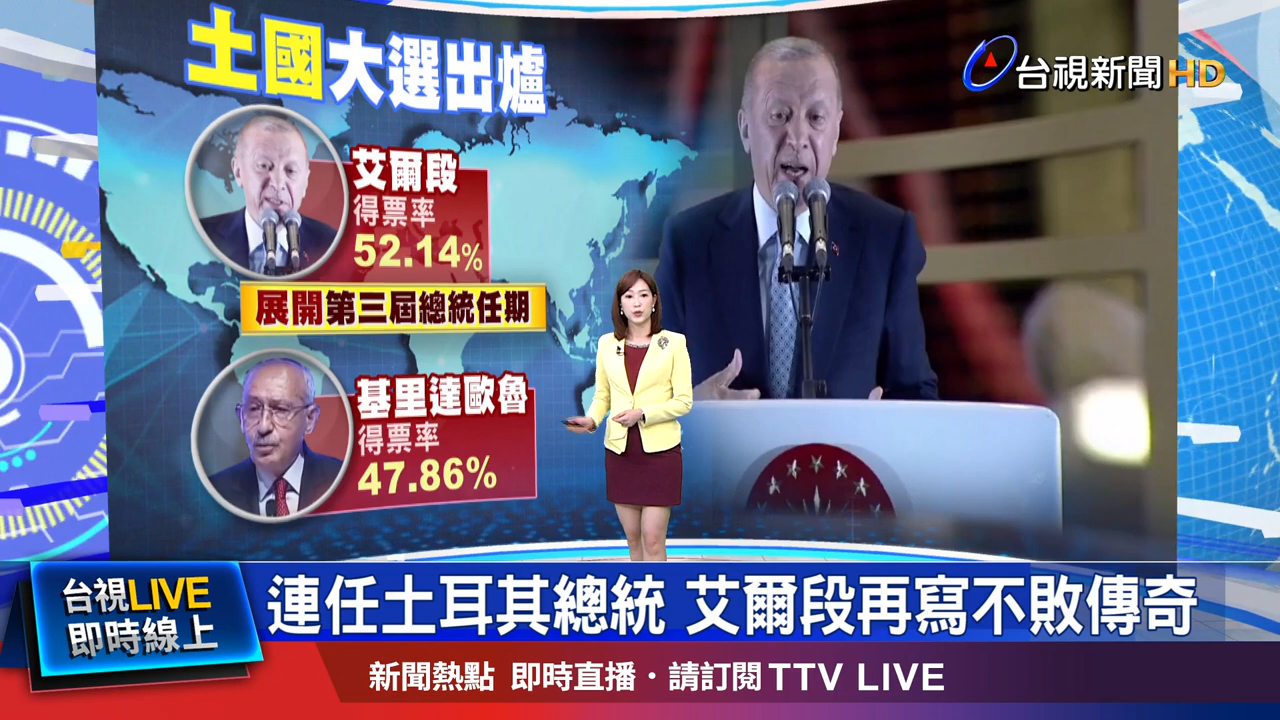 土國大選出爐
台視新聞HD
艾爾段
得票率
52.14%
展開第三屆總統任期
基里達歐魯
得票率
47.86%
台視LIVE
即時線上
連任土耳其總統 艾爾段再寫不敗傳奇
新聞熱點 即時直播・請訂閱TTV LIVE